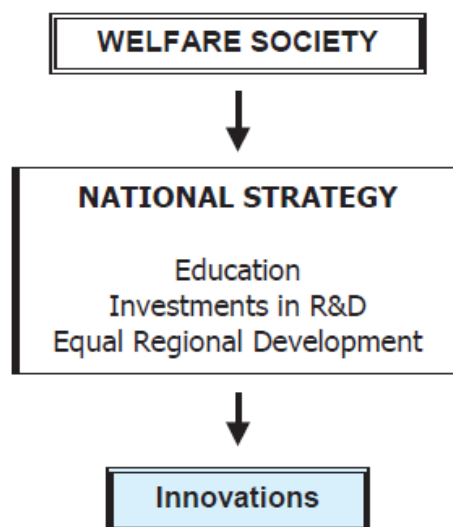 WELFARE SOCIETY
NATIONAL STRATEGY
Education
Investments in R&D
Equal Regional Development
Innovations